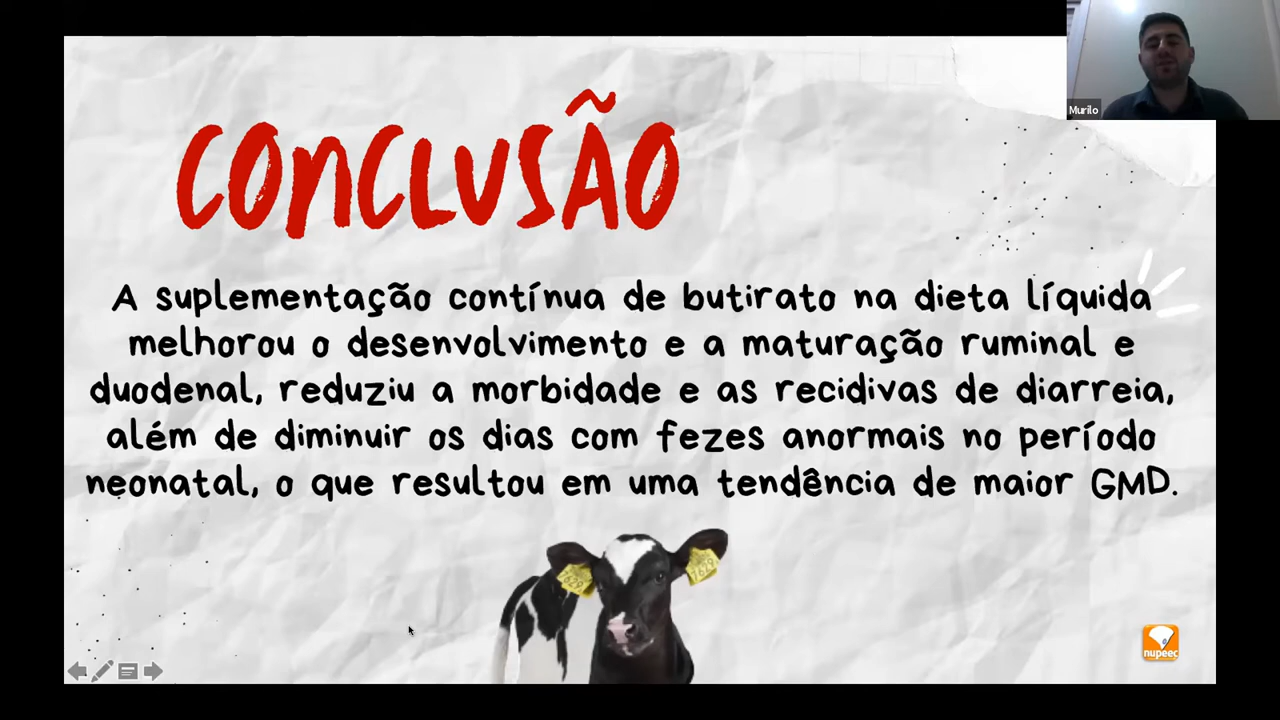 Murilo
CONCLUSÃO
A suplementação contínua de butirato na dieta líquida
melhorou o desenvolvimento e a maturação ruminal e
duodenal, reduziu a morbidade e as recidivas de diarreia,
além de diminuir os dias com fezes anormais no período
neonatal, o que resultou em uma tendência de maior GMD.
7629
7629
nupeec